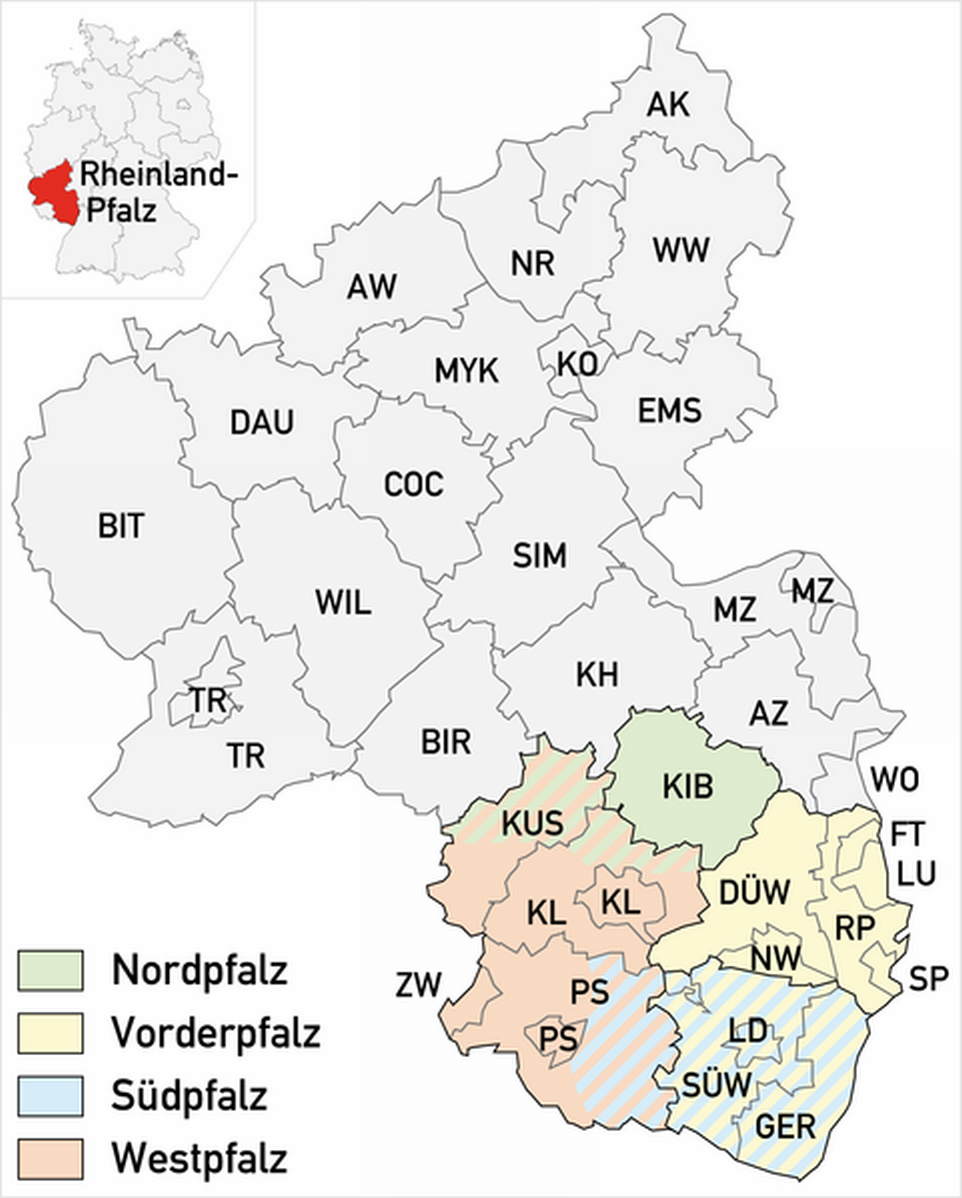 Rheinland-
Pfalz
AK
NR
WW
AW
MYK
KO
DAU
EMS
COC
BIT
SIM
WIL
MZ
MZ
KH
TR
TR
AZ
BIR
KIB
WO
KUS
FT
LU
DÜW
KL
KL
RP
NW
SP
ZW
PS
PS
LD
SÜW
GER
Nordpfalz
Vorderpfalz
Südpfalz
Westpfalz